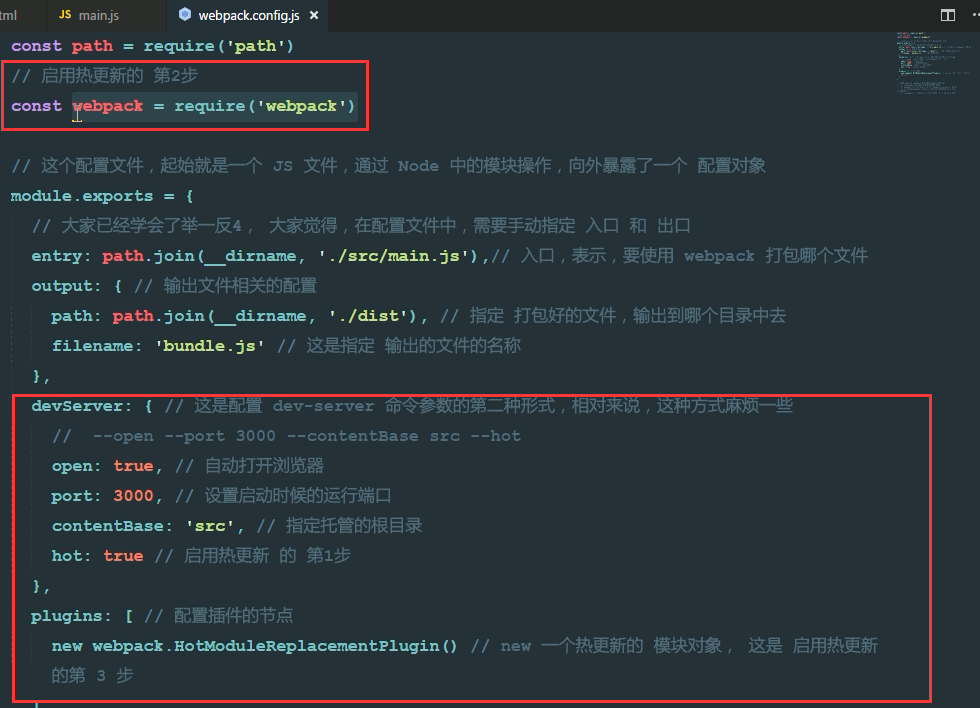 tml JS main.js webpack.config.js ×
const path = require('path')
// 启用热更新的 第2步
const webpack = require('webpack')
// 这个配置文件，起始就是一个 JS 文件，通过 Node 中的模块操作，向外暴露了一个 配置对象
module.exports = {
// 大家已经学会了举一反4， 大家觉得，在配置文件中，需要手动指定 入口 和 出口
entry: path.join(__dirname, './src/main.js'),// 入口，表示，要使用 webpack 打包哪个文件
output: { // 输出文件相关的配置
path: path.join(__dirname, './dist'), // 指定 打包好的文件，输出到哪个目录中去
filename: 'bundle.js' // 这是指定 输出的文件的名称
},
devServer: { // 这是配置 dev-server 命令参数的第二种形式，相对来说，这种方式麻烦一些
//  --open --port 3000 --contentBase src --hot
open: true, // 自动打开浏览器
port: 3000, // 设置启动时候的运行端口
contentBase: 'src', // 指定托管的根目录
hot: true // 启用热更新 的 第1步
},
plugins: [ // 配置插件的节点
new webpack.HotModuleReplacementPlugin() // new 一个热更新的 模块对象， 这是 启用热更新
的第 3 步